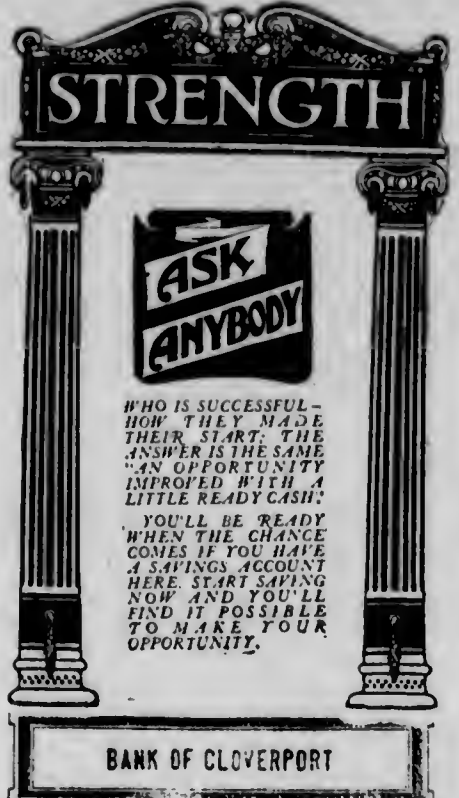 STRENGTH
ASK
ANYBODY
WHO IS SUCCESSFUL—
HOW THEY MADE
THEIR START; THE
ANSWER IS THE SAME
"AN OPPORTUNITY
IMPROVED WITH A
LITTLE READY CASH."
YOU'LL BE READY
WHEN THE CHANCE
COMES IF YOU HAVE
A SAVINGS ACCOUNT
HERE. START SAVING
NOW AND YOU'LL
FIND IT POSSIBLE
TO MAKE YOUR
OPPORTUNITY.
BANK OF CLOVERPORT